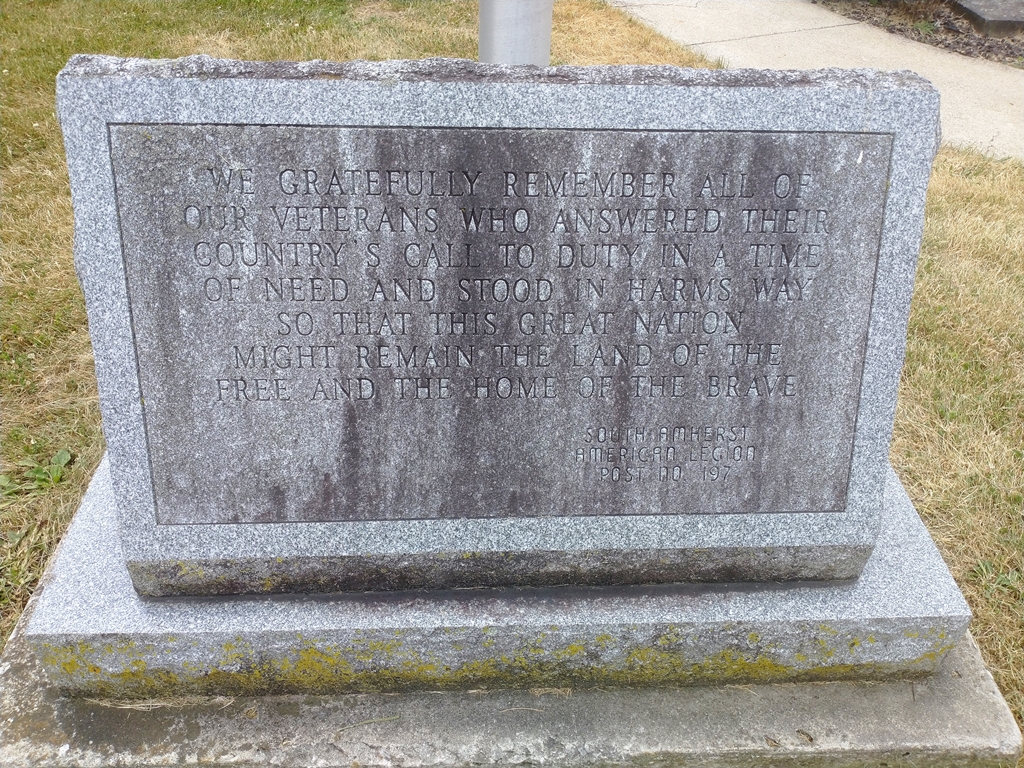 WE GRATEFULLY REMEMBER ALL OF
OUR VETERANS WHO ANSWERED THEIR
COUNTRY'S CALL TO DUTY IN A TIME
OF NEED AND STOOD IN HARMS WAY
SO THAT THIS GREAT NATION
MIGHT REMAIN THE LAND OF THE
FREE AND THE HOME OF THE BRAVE
SOUTH AMHERST
AMERICAN LEGION
POST NO. 197